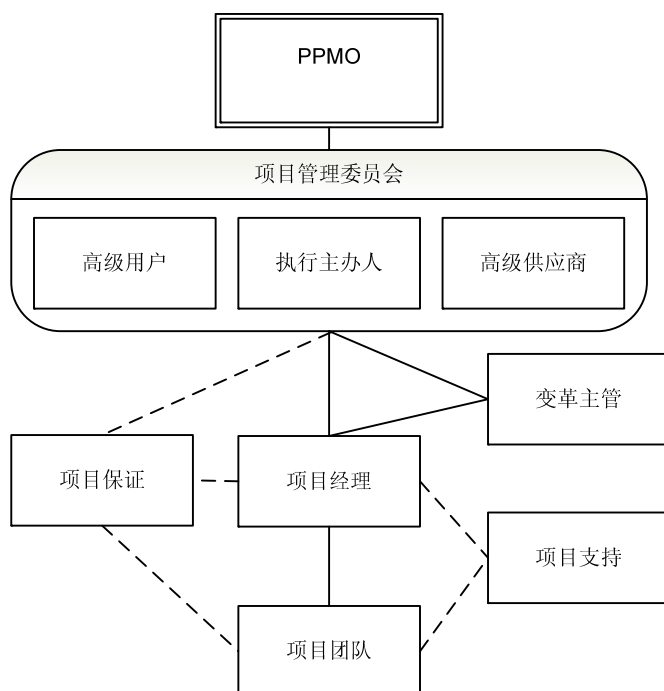 PPMO
项目管理委员会
高级用户
执行主办人
高级供应商
变革主管
项目保证
项目经理
项目支持
项目团队